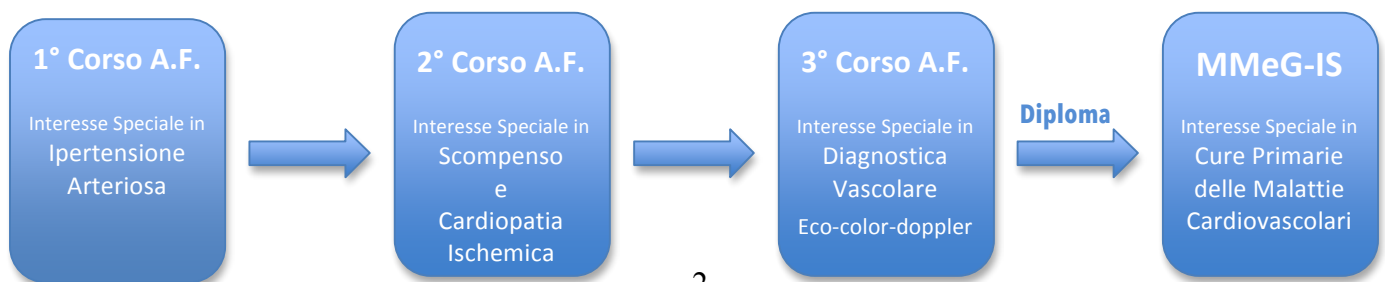 1° Corso A.F.
Interesse Speciale in
Ipertensione
Arteriosa
2° Corso A.F.
Interesse Speciale in
Scompenso
e
Cardiopatia
Ischemica
3° Corso A.F.
Interesse Speciale in
Diagnostica
Vascolare
Eco-color-doppler
Diploma
MMeG-IS
Interesse Speciale in
Cure Primarie
delle Malattie
Cardiovascolari